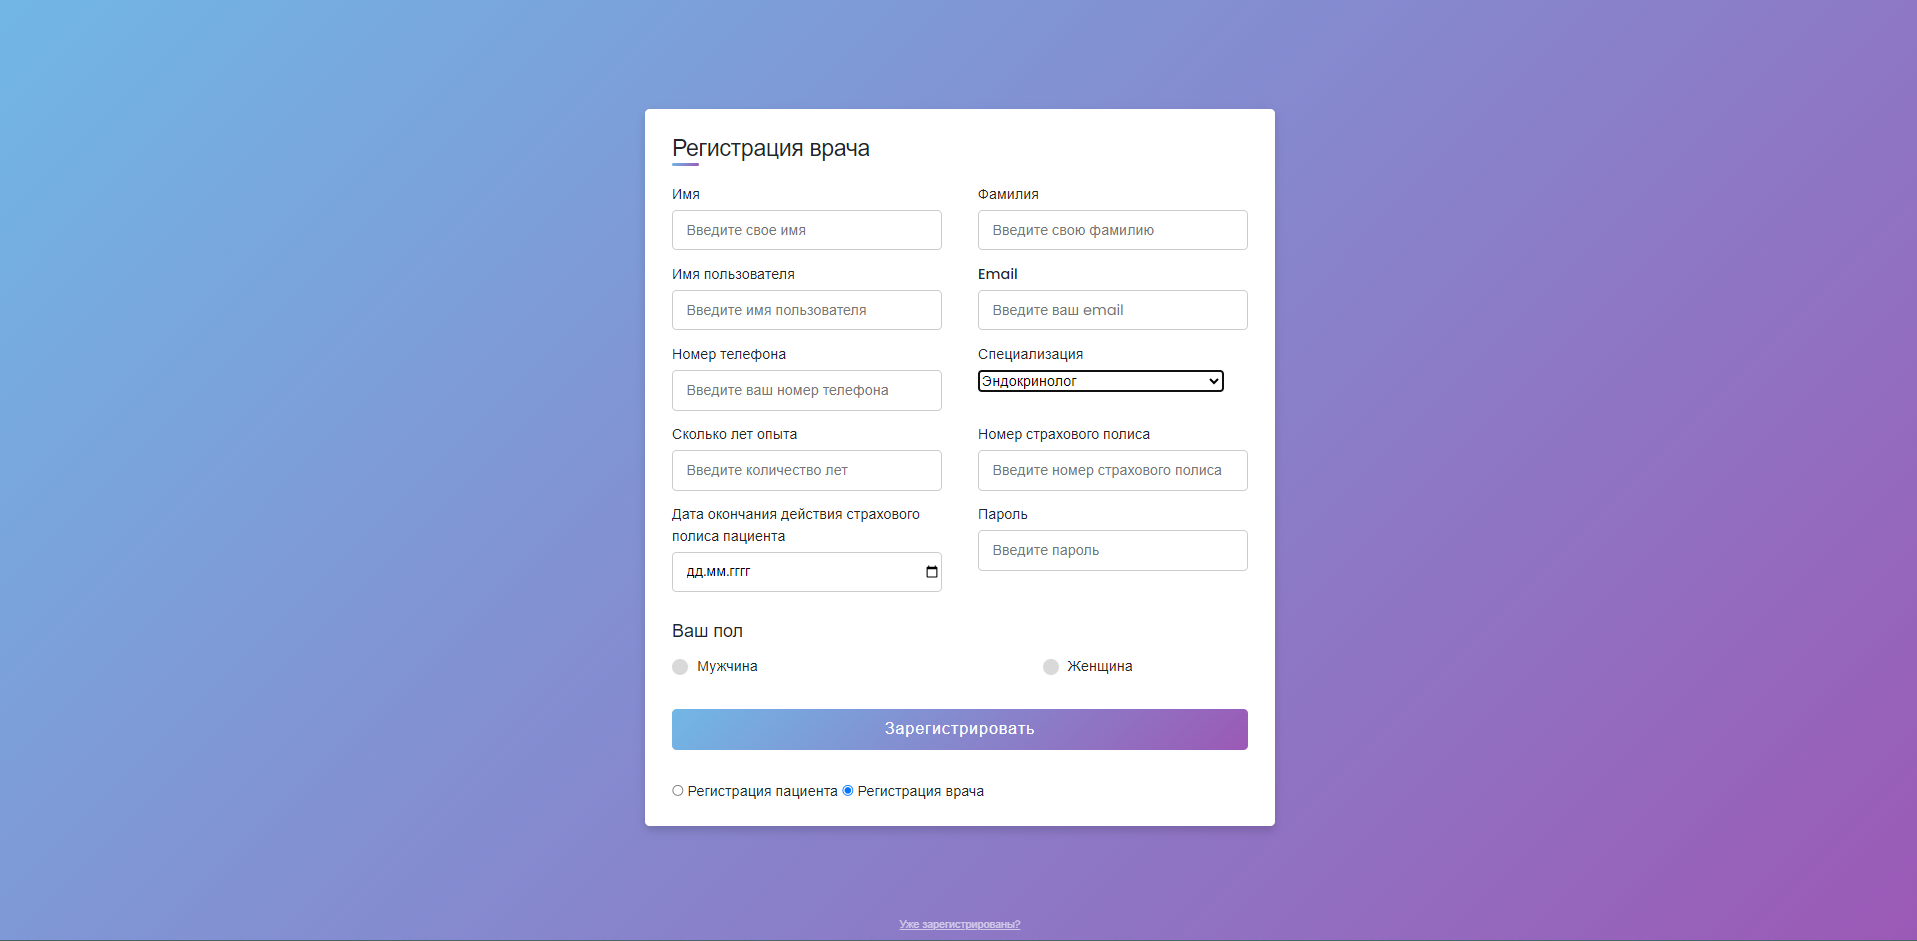 Регистрация врача
Имя
Фамилия
Введите свое имя
Введите свою фамилию
Имя пользователя
Email
Введите имя пользователя
Введите ваш email
Номер телефона
Специализация
Введите ваш номер телефона
Эндокринолог
Сколько лет опыта
Номер страхового полиса
Введите количество лет
Введите номер страхового полиса
Дата окончания действия страхового
полиса пациента
Пароль
дд.мм.гггг
Введите пароль
Ваш пол
Мужчина
Женщина
Зарегистрировать
Регистрация пациента Регистрация врача
Уже зарегистрированы?